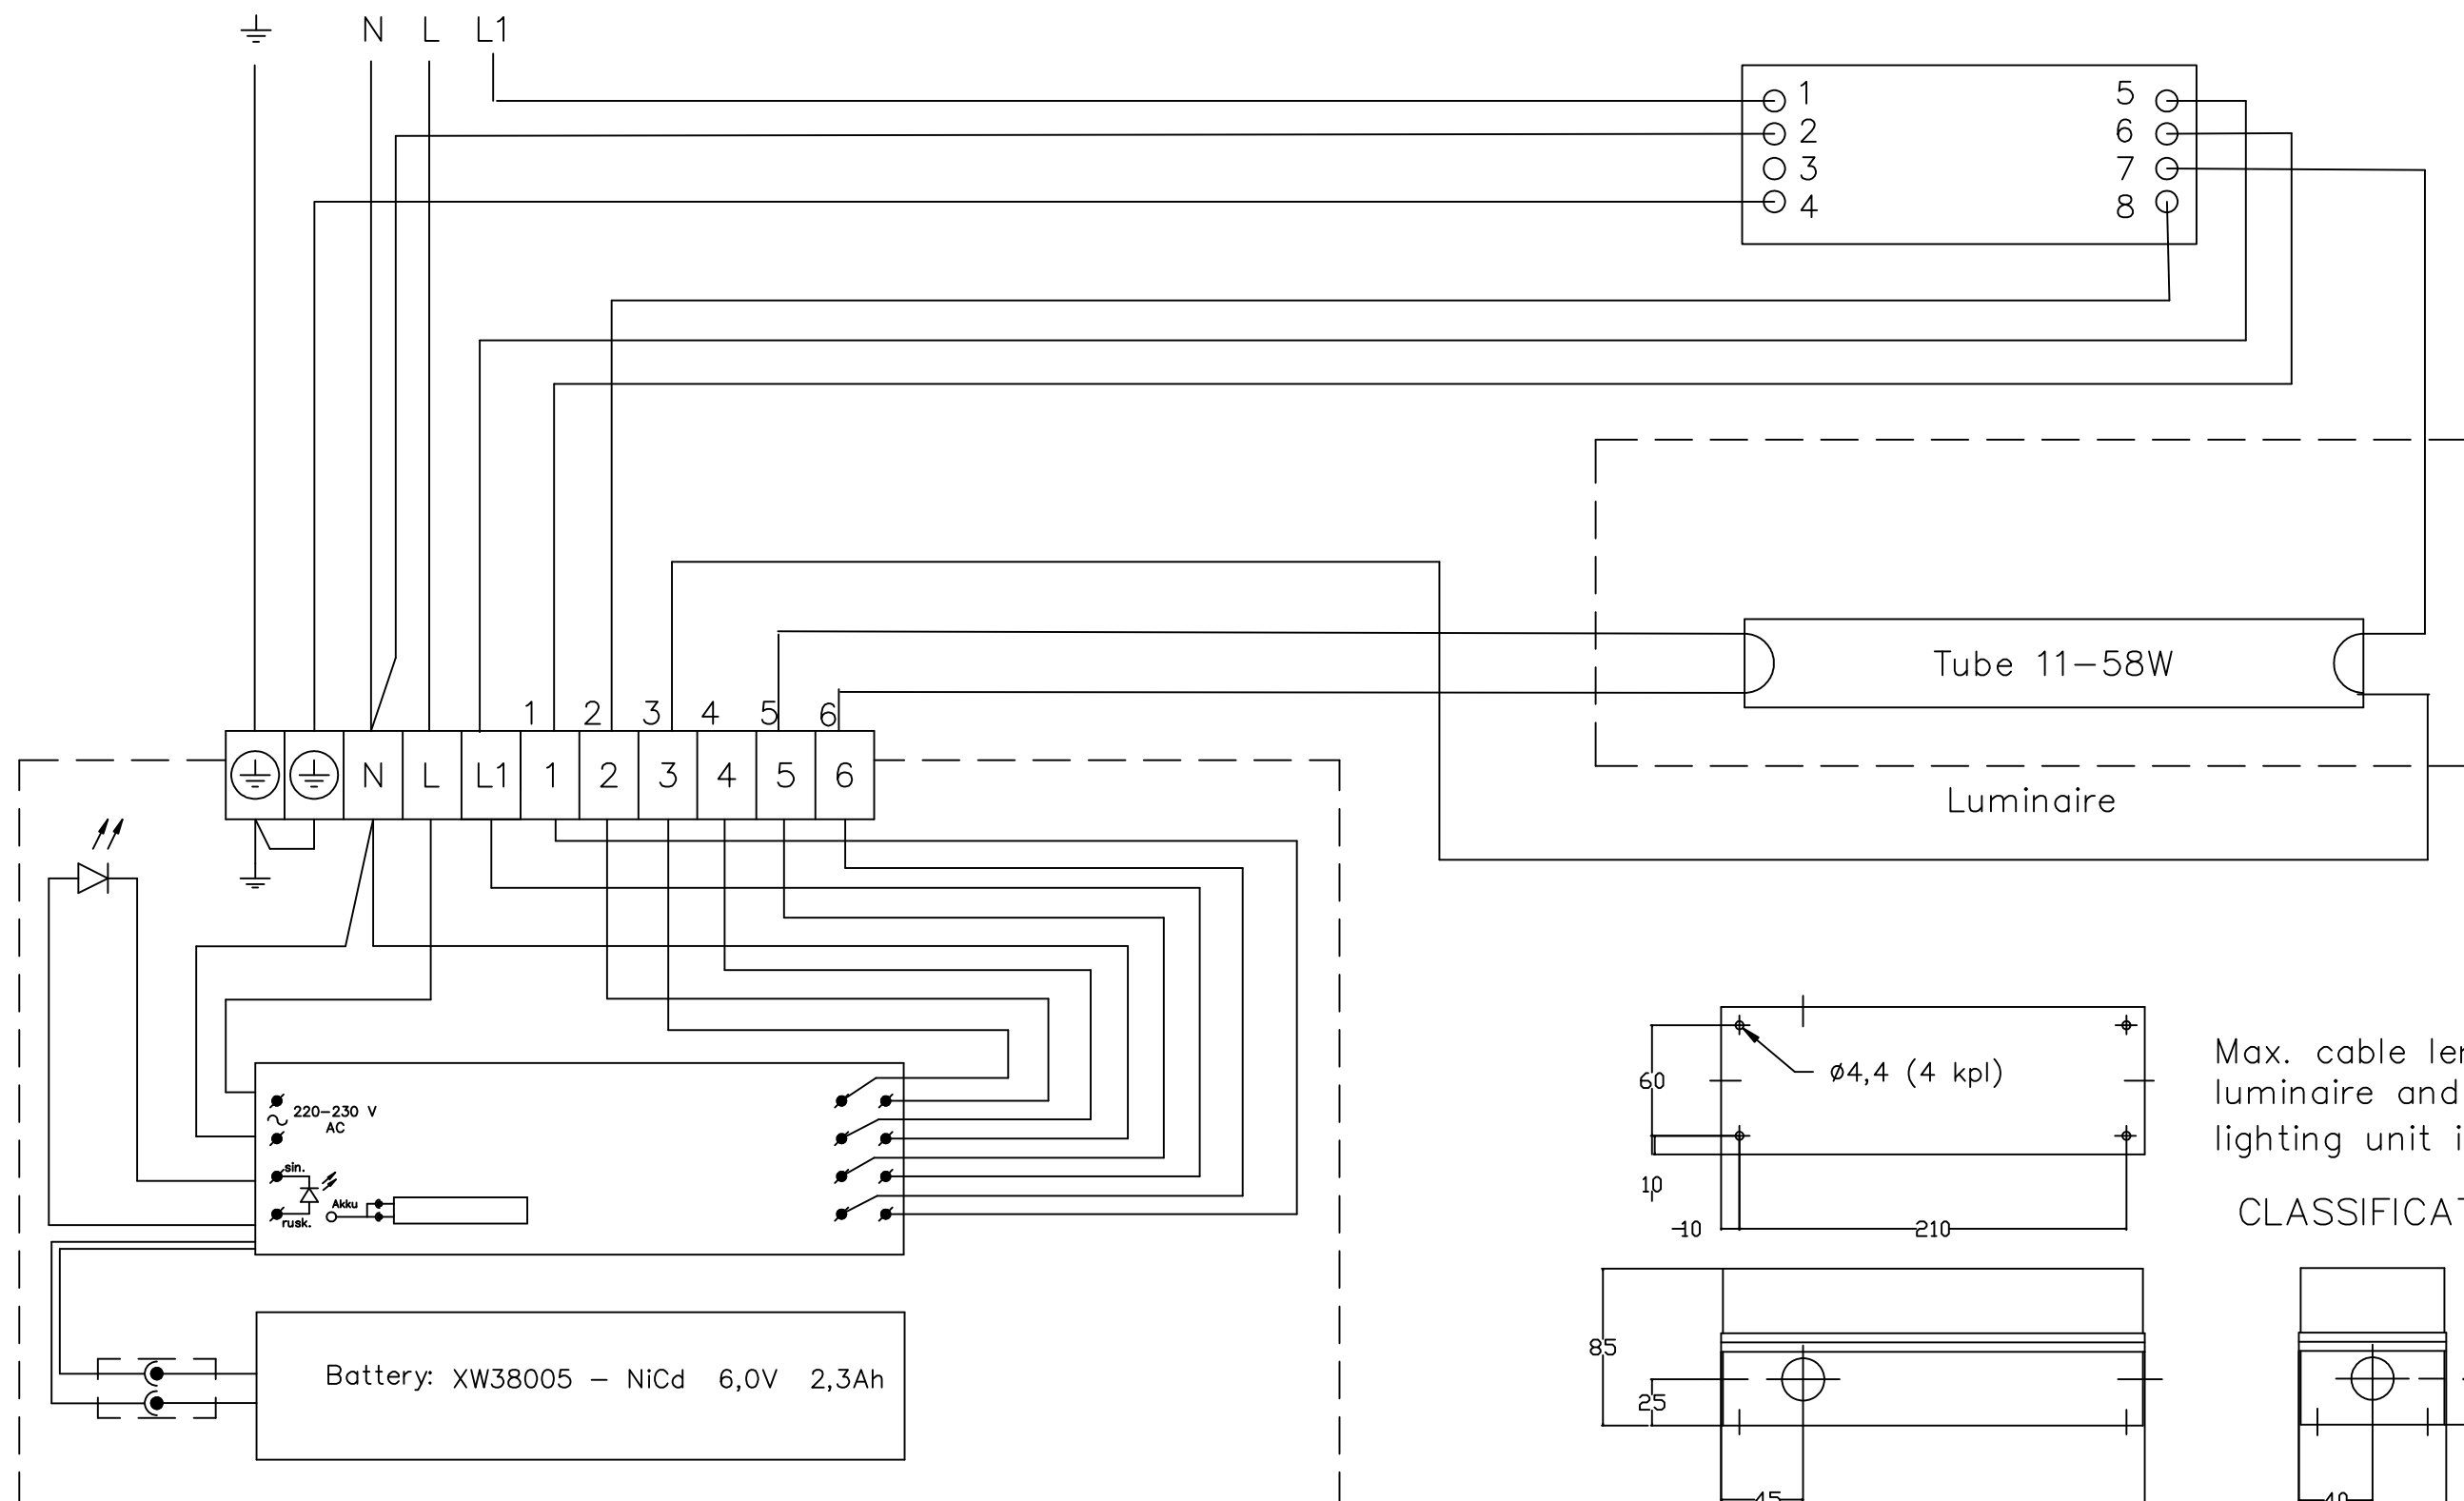 N L L1
1 5
2 6
3 7
4 8
Tube 11-58W
Luminaire
1 2 3 4 5 6
N L L1 1 2 3 4 5 6
220-230 V
AC
sin.
Akku
rusk.
Battery: XW38005 - NiCd 6,0V 2,3Ah
ø4,4 (4 kpl)
60
10
10
210
Max. cable
luminaire and
lighting unit
85
25
45
40